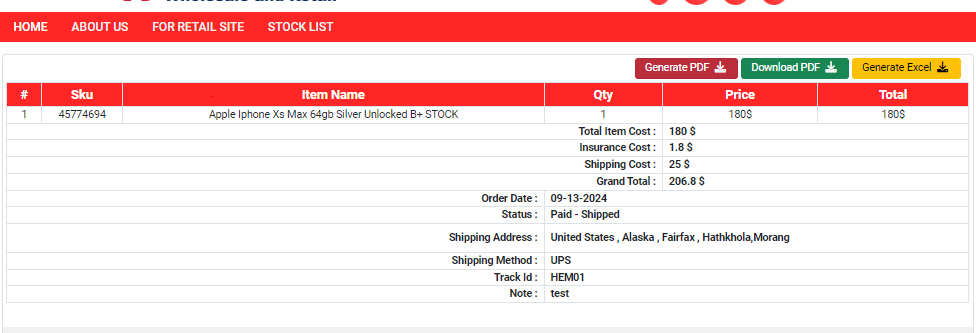 HOME ABOUT US FOR RETAIL SITE STOCK LIST
Generate PDF Download PDF Generate Excel
# Sku Item Name Qty Price Total
1 45774694 Apple Iphone Xs Max 64gb Silver Unlocked B+ STOCK 1 180$ 180$
Total Item Cost : 180 $
Insurance Cost : 1.8 $
Shipping Cost : 25 $
Grand Total : 206.8 $
Order Date : 09-13-2024
Status : Paid - Shipped
Shipping Address : United States , Alaska , Fairfax , Hathkhola,Morang
Shipping Method : UPS
Track Id : HEM01
Note : test